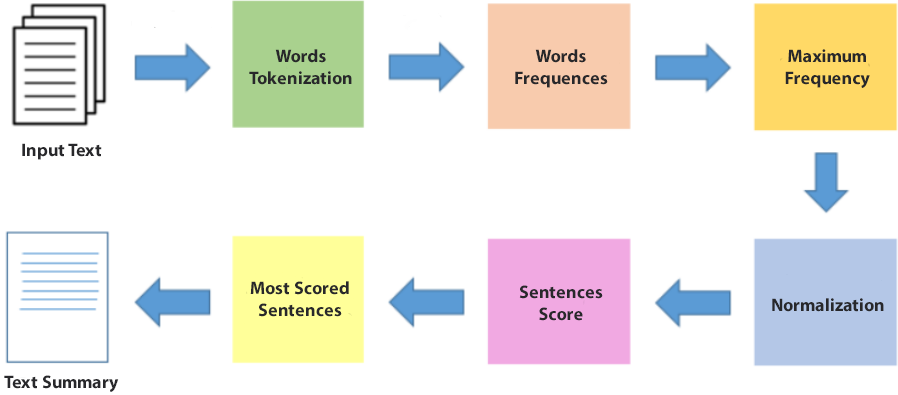 Words
Tokenization
Words
Frequences
Maximum
Frequency
Input Text
Normalization
Sentences
Score
Most Scored
Sentences
Text Summary